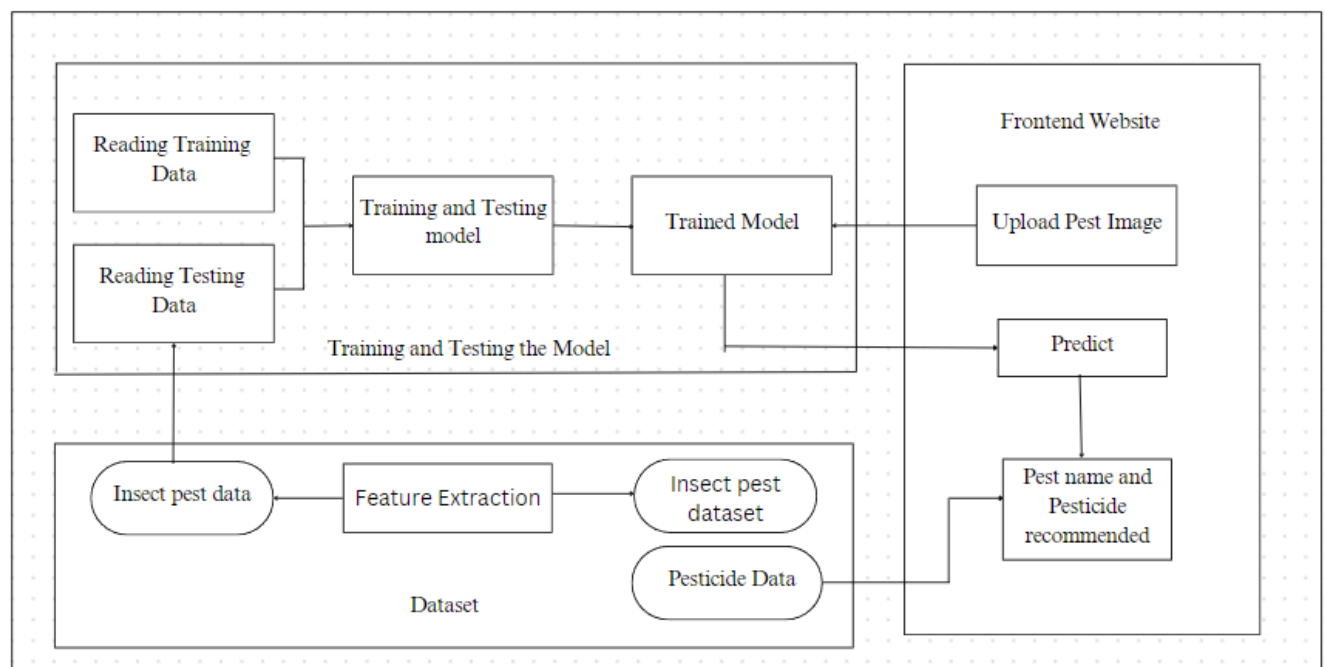 Reading Training
Data
Reading Testing
Data
Training and Testing
model
Trained Model
Training and Testing the Model
Frontend Website
Upload Pest Image
Predict
Pest name and
Pesticide
recommended
Insect pest data
Feature Extraction
Insect pest
dataset
Pesticide Data
Dataset